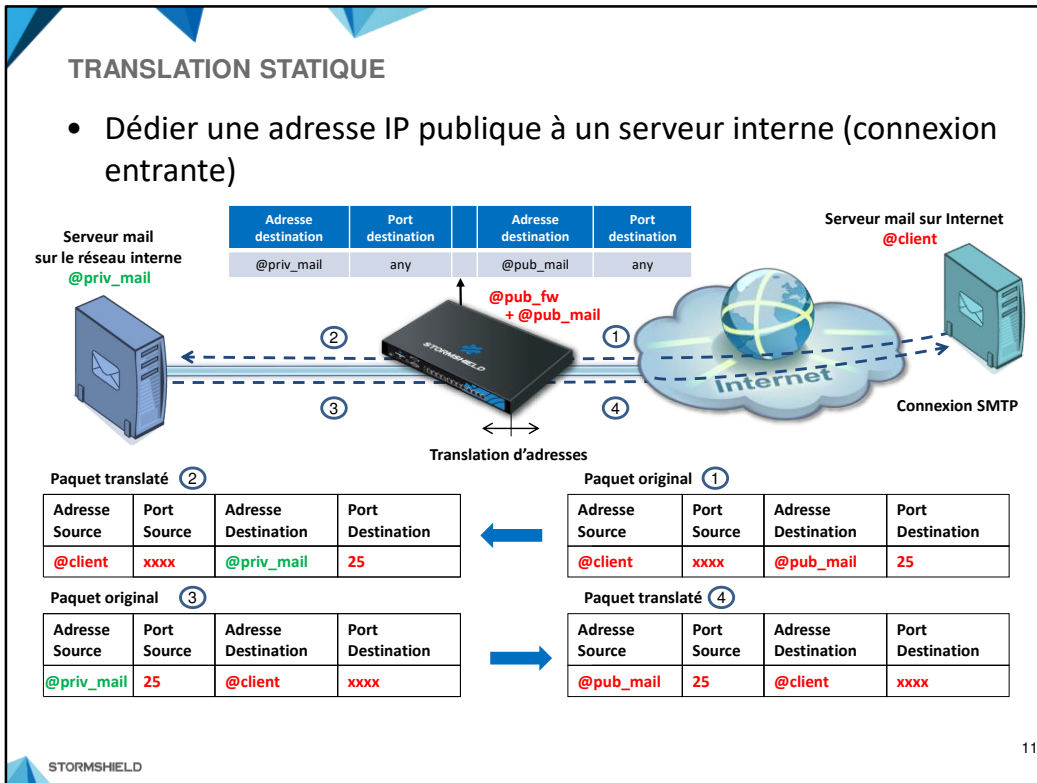 TRANSLATION STATIQUE
• Dédier une adresse IP publique à un serveur interne (connexion
entrante)
Adresse destination Port destination Adresse destination Port destination
@priv_mail any @pub_mail any
Serveur mail
sur le réseau interne
@priv_mail
Serveur mail sur Internet
@client
@pub_fw
+ @pub_mail
STORMSHIELD
2
1
3
4
Internet
Connexion SMTP
Translation d'adresses
Paquet translaté 2
Adresse Source Port Source Adresse Destination Port Destination
@client xxxx @priv_mail 25
Paquet original 1
Adresse Source Port Source Adresse Destination Port Destination
@client xxxx @pub_mail 25
Paquet original 3
Adresse Source Port Source Adresse Destination Port Destination
@priv_mail 25 @client xxxx
Paquet translaté 4
Adresse Source Port Source Adresse Destination Port Destination
@pub_mail 25 @client xxxx
11
STORMSHIELD